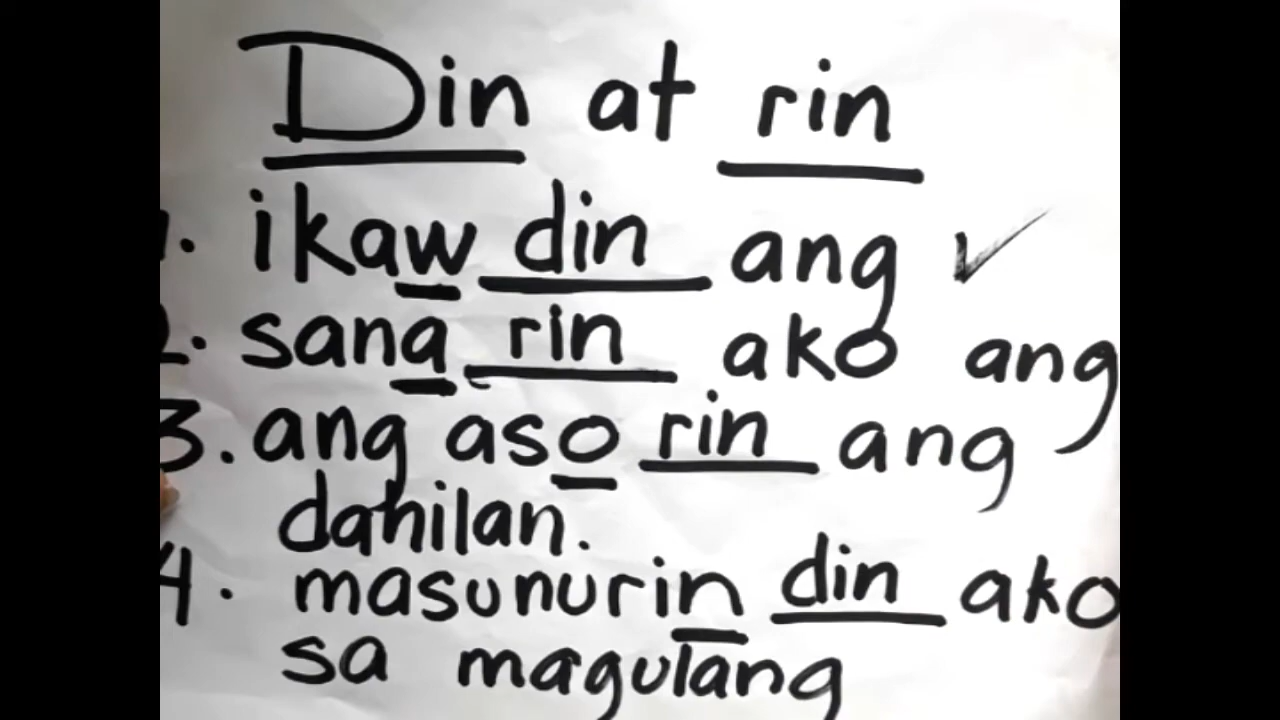 Din at rin
1. ikaw din ang ✓
2. sana rin ako ang
3. ang aso rin ang
dahilan.
4. masunurin din ako
sa magulang